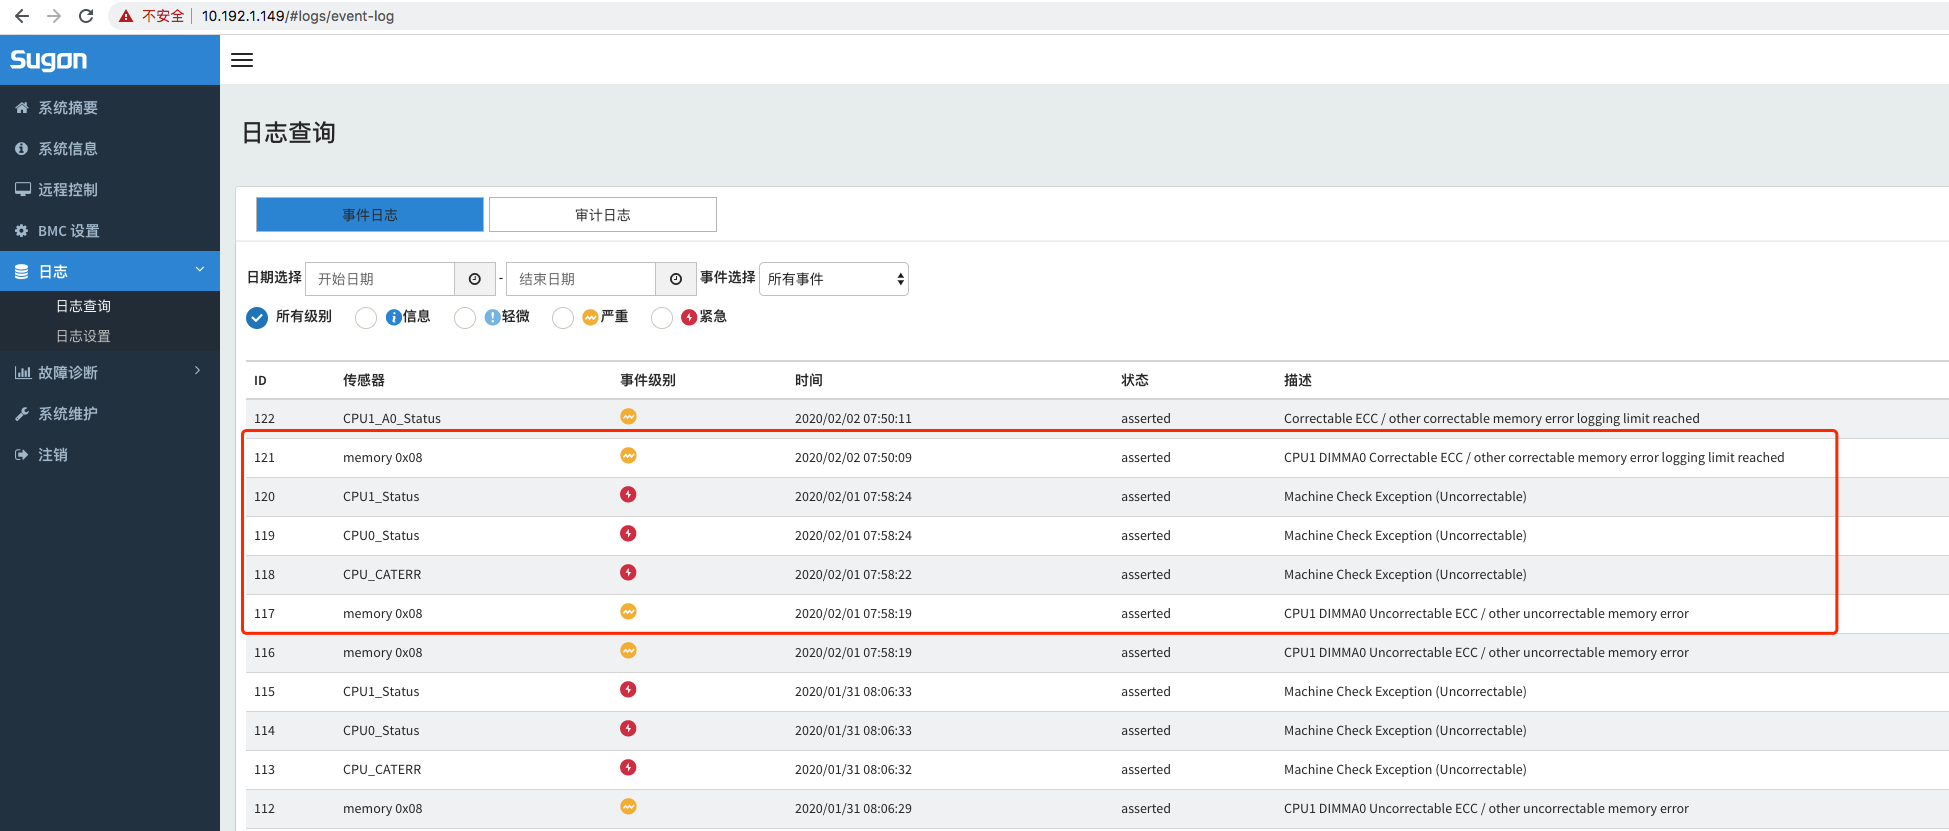 不安全 10.192.1.149/#logs/event-log
Sugon
系统摘要
系统信息
远程控制
BMC 设置
日志
日志查询
日志设置
故障诊断
系统维护
注销
日志查询
事件日志 审计日志
日期选择 开始日期 - 结束日期 事件选择 所有事件
所有级别 信息 轻微 严重 紧急
ID 传感器 事件级别 时间 状态 描述
122 CPU1_A0_Status 2020/02/02 07:50:11 asserted Correctable ECC / other correctable memory error logging limit reached
121 memory 0x08 2020/02/02 07:50:09 asserted CPU1 DIMMA0 Correctable ECC / other correctable memory error logging limit reached
120 CPU1_Status 2020/02/01 07:58:24 asserted Machine Check Exception (Uncorrectable)
119 CPU0_Status 2020/02/01 07:58:24 asserted Machine Check Exception (Uncorrectable)
118 CPU_CATERR 2020/02/01 07:58:22 asserted Machine Check Exception (Uncorrectable)
117 memory 0x08 2020/02/01 07:58:19 asserted CPU1 DIMMA0 Uncorrectable ECC / other uncorrectable memory error
116 memory 0x08 2020/02/01 07:58:19 asserted CPU1 DIMMA0 Uncorrectable ECC / other uncorrectable memory error
115 CPU1_Status 2020/01/31 08:06:33 asserted Machine Check Exception (Uncorrectable)
114 CPU0_Status 2020/01/31 08:06:33 asserted Machine Check Exception (Uncorrectable)
113 CPU_CATERR 2020/01/31 08:06:32 asserted Machine Check Exception (Uncorrectable)
112 memory 0x08 2020/01/31 08:06:29 asserted CPU1 DIMMA0 Uncorrectable ECC / other uncorrectable memory error